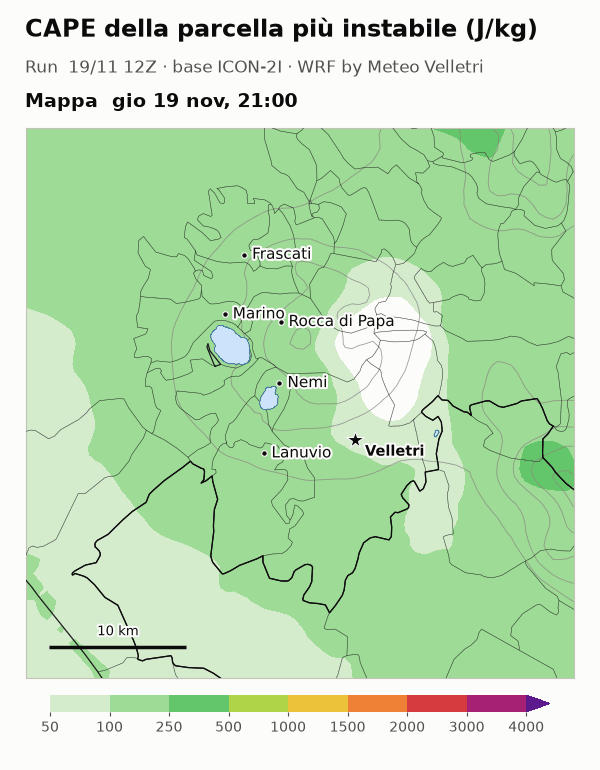 CAPE della parcella più instabile (J/kg)
Run  19/11 12Z · base ICON-2I · WRF by Meteo Velletri
Mappa  gio 19 nov, 21:00
Frascati
Marino
Rocca di Papa
Nemi
Velletri
Lanuvio
10 km
50 100 250 500 1000 1500 2000 3000 4000